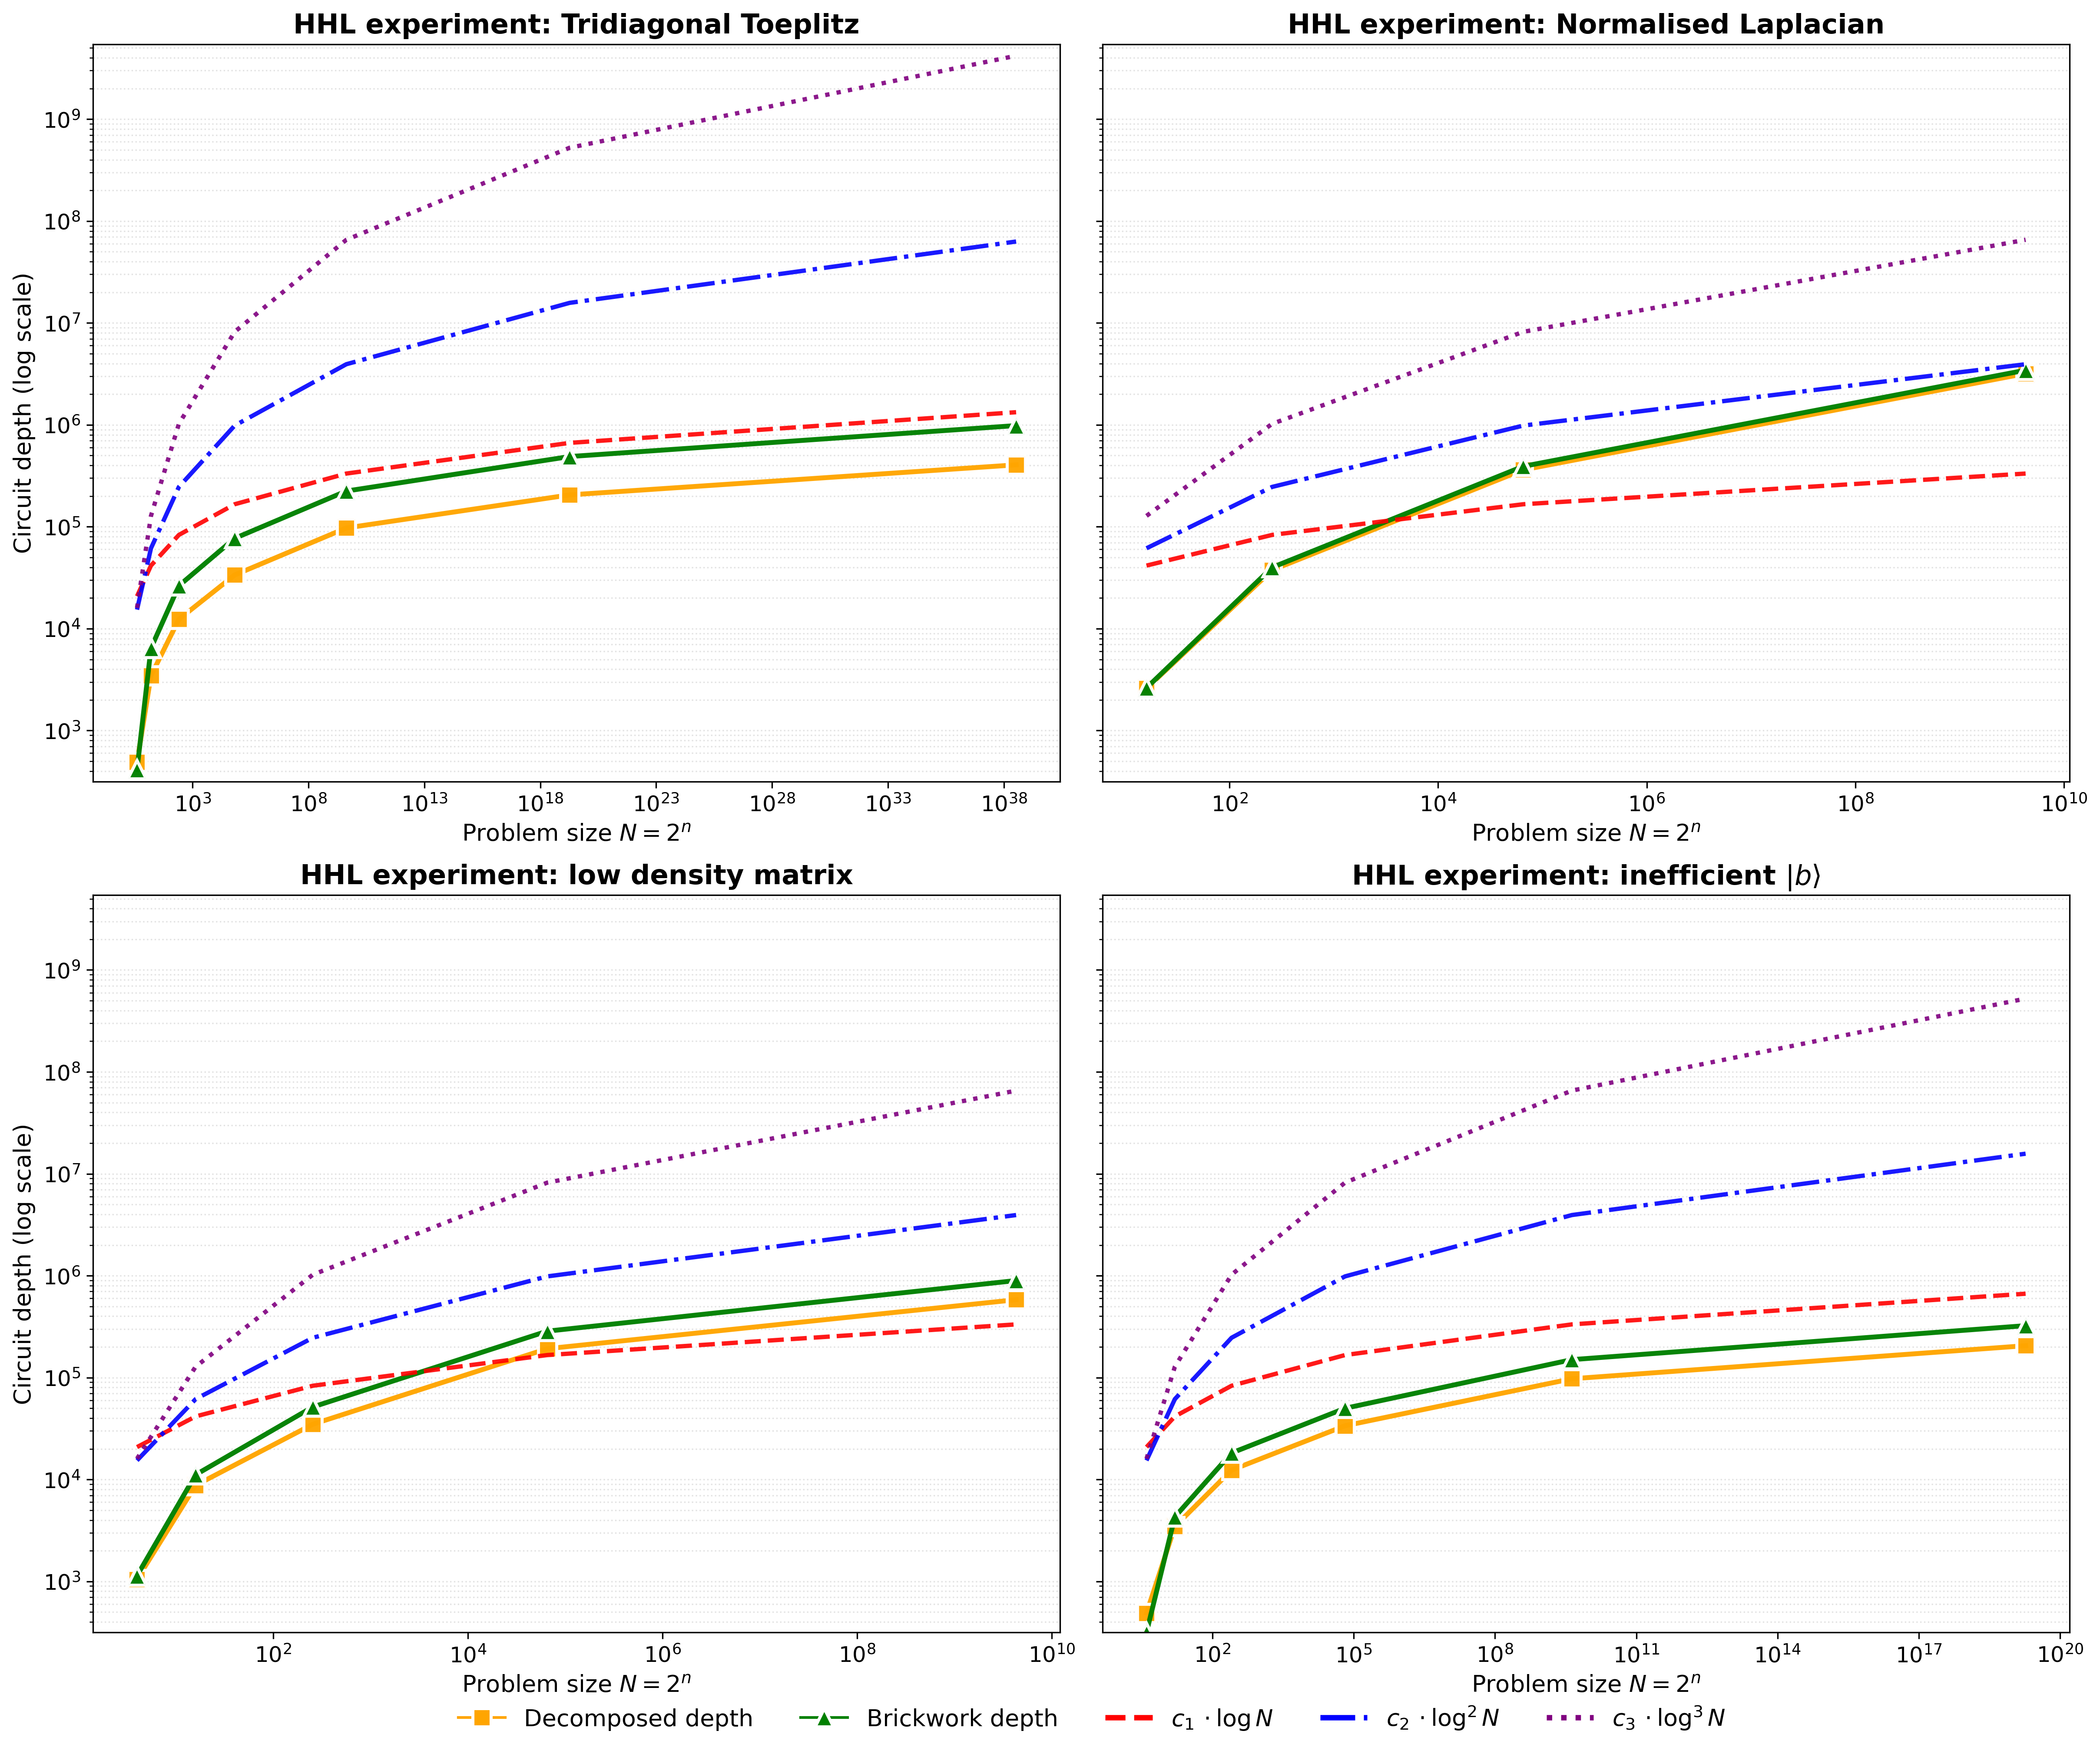 HHL experiment: Tridiagonal Toeplitz
Circuit depth (log scale)
10⁹
10⁸
10⁷
10⁶
10⁵
10⁴
10³
10³ 10⁸ 10¹³ 10¹⁸ 10²³ 10²⁸ 10³³ 10³⁸
Problem size N = 2ⁿ
HHL experiment: Normalised Laplacian
10² 10⁴ 10⁶ 10⁸ 10¹⁰
Problem size N = 2ⁿ
HHL experiment: low density matrix
Circuit depth (log scale)
10⁹
10⁸
10⁷
10⁶
10⁵
10⁴
10³
10² 10⁴ 10⁶ 10⁸ 10¹⁰
Problem size N = 2ⁿ
HHL experiment: inefficient |b⟩
10² 10⁵ 10⁸ 10¹¹ 10¹⁴ 10¹⁷ 10²⁰
Problem size N = 2ⁿ
Decomposed depth Brickwork depth c₁ · log N c₂ · log² N c₃ · log³ N